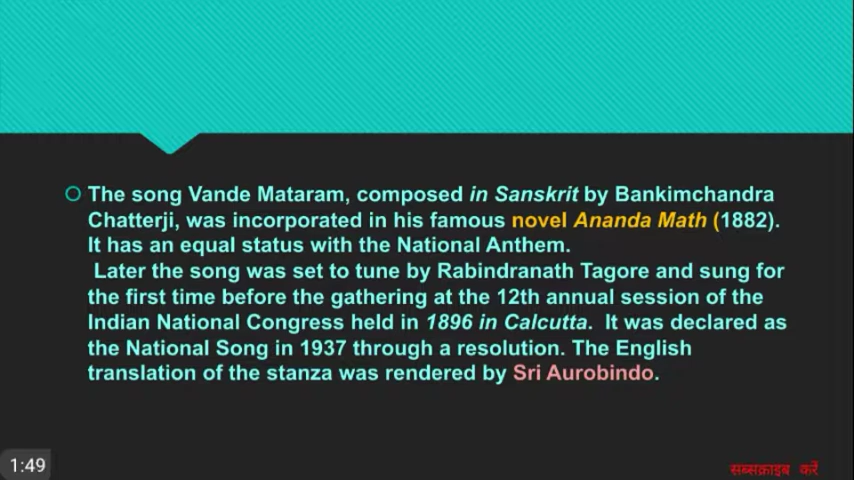 The song Vande Mataram, composed in Sanskrit by Bankimchandra
Chatterji, was incorporated in his famous novel Ananda Math (1882).
It has an equal status with the National Anthem.
Later the song was set to tune by Rabindranath Tagore and sung for
the first time before the gathering at the 12th annual session of the
Indian National Congress held in 1896 in Calcutta. It was declared as
the National Song in 1937 through a resolution. The English
translation of the stanza was rendered by Sri Aurobindo.
1:49
सब्सक्राइब करें